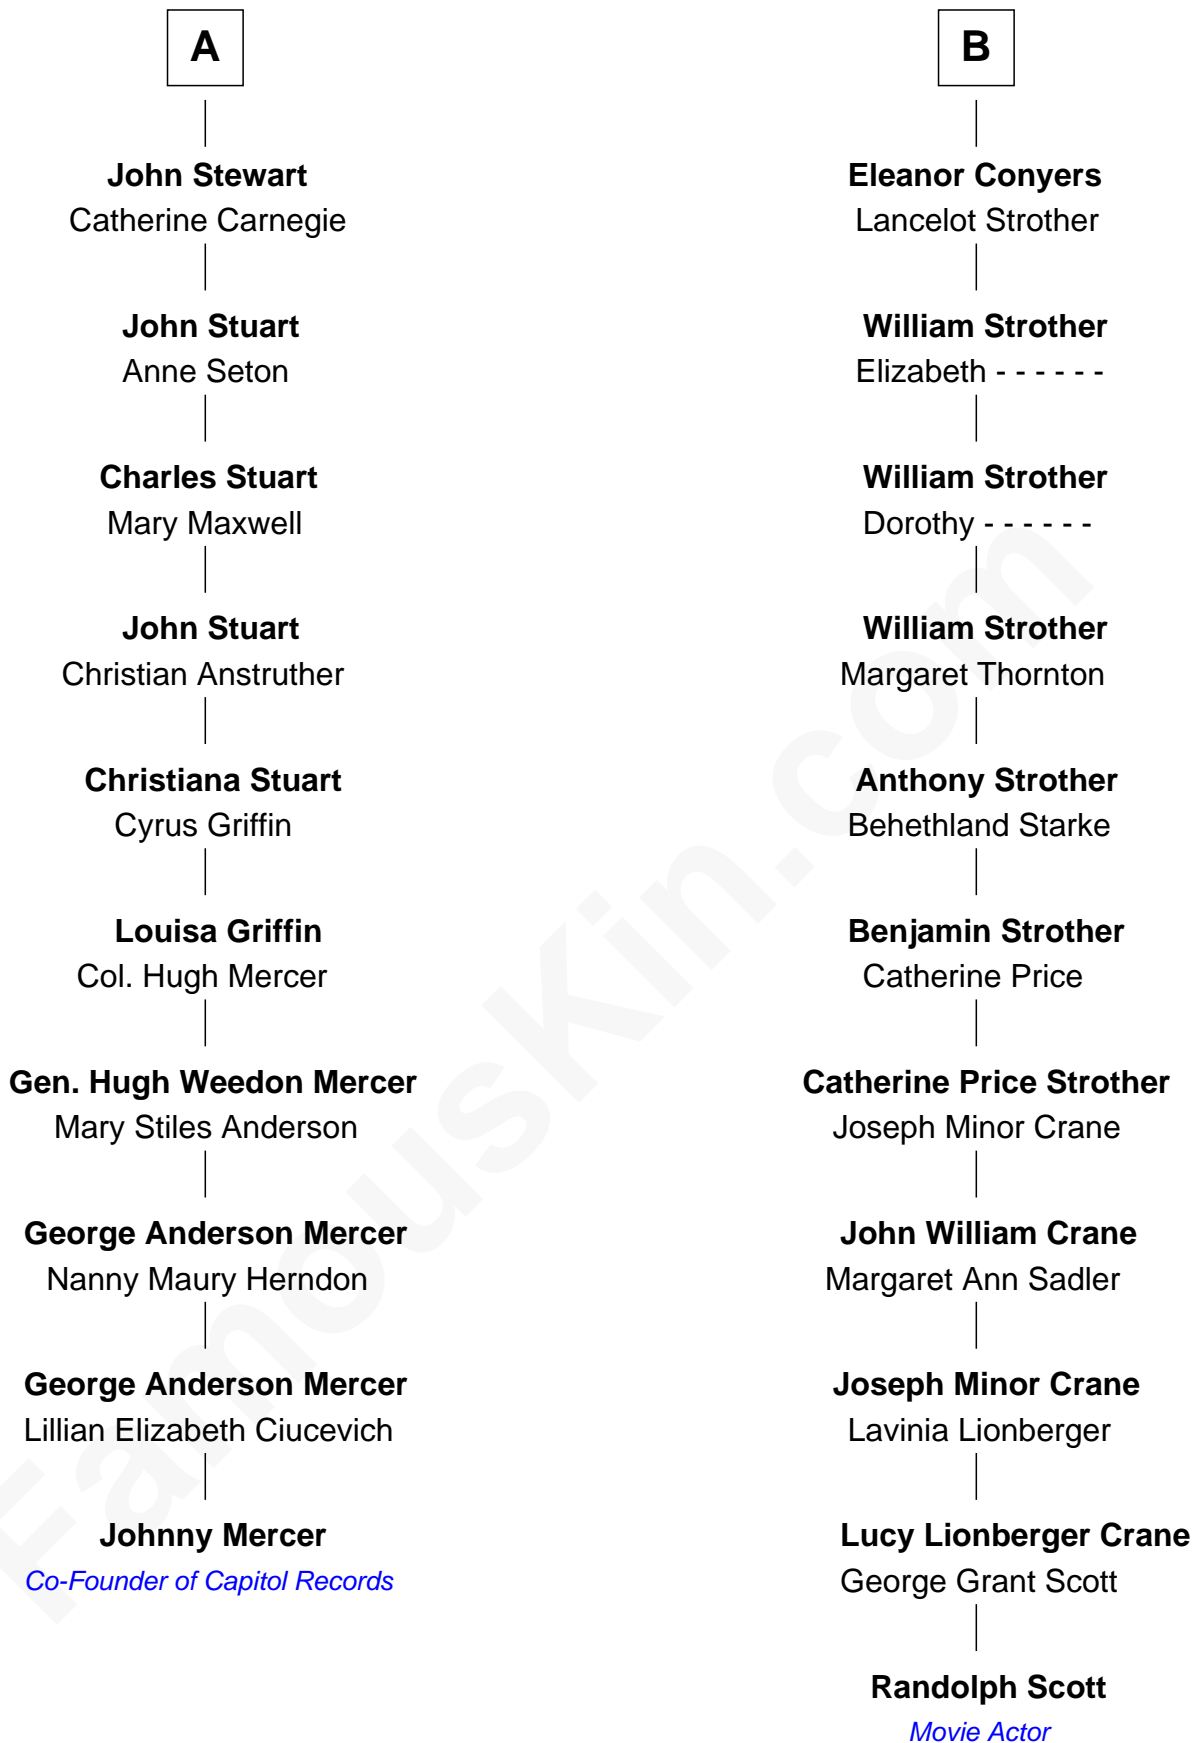 A
John Stewart
Catherine Carnegie
John Stuart
Anne Seton
Charles Stuart
Mary Maxwell
John Stuart
Christian Anstruther
Christiana Stuart
Cyrus Griffin
Louisa Griffin
Col. Hugh Mercer
Gen. Hugh Weedon Mercer
Mary Stiles Anderson
George Anderson Mercer
Nanny Maury Herndon
George Anderson Mercer
Lillian Elizabeth Ciucevich
Johnny Mercer
Co-Founder of Capitol Records
B
Eleanor Conyers
Lancelot Strother
William Strother
Elizabeth - - - - - -
William Strother
Dorothy - - - - - -
William Strother
Margaret Thornton
Anthony Strother
Behethland Starke
Benjamin Strother
Catherine Price
Catherine Price Strother
Joseph Minor Crane
John William Crane
Margaret Ann Sadler
Joseph Minor Crane
Lavinia Lionberger
Lucy Lionberger Crane
George Grant Scott
Randolph Scott
Movie Actor
FamousKin.com